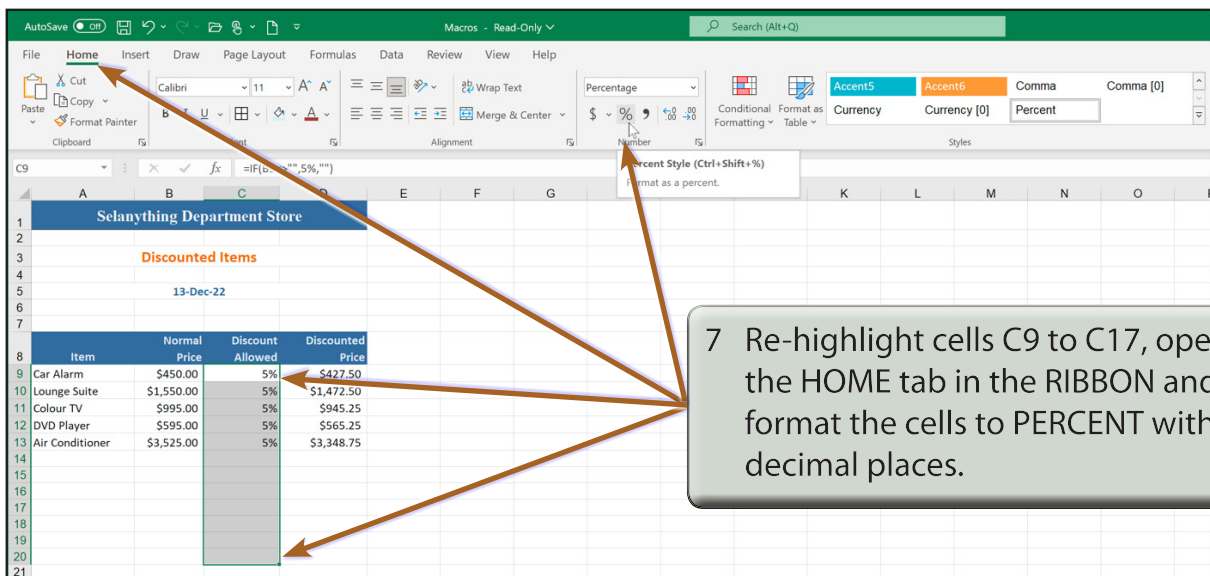 AutoSave Off Macros - Read-Only Search (Alt+Q)
File Home Insert Draw Page Layout Formulas Data Review View Help
Cut Calibri 11 A A ab Wrap Text Percentage Accent5 Accent6 Comma Comma [0]
Paste Copy Conditional Format as Currency Currency [0] Percent
Format Painter B I U A Merge & Center $ % Formatting Table
Clipboard Alignment Number Styles
C9 fx
Percent Style (Ctrl+Shift+%)
Format as a percent.
A B C D E F G K L M N O
1 Selanything Department Store
2
3 Discounted Items
4
5 13-Dec-22
6
7
Normal Discount Discounted
8 Item Price Allowed Price
9 Car Alarm $450.00 5% $427.50
10 Lounge Suite $1,550.00 5% $1,472.50
11 Colour TV $995.00 5% $945.25
12 DVD Player $595.00 5% $565.25
13 Air Conditioner $3,525.00 5% $3,348.75
14
15
16
17
18
19
20
21
7 Re-highlight cells C9 to C17, ope
the HOME tab in the RIBBON and
format the cells to PERCENT with
decimal places.